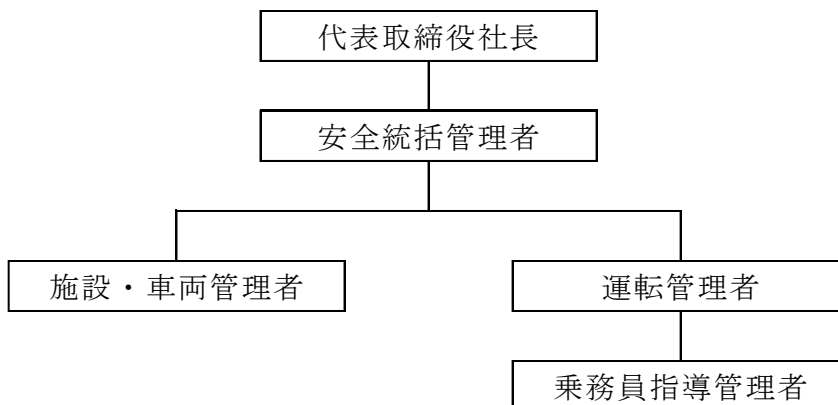 代表取締役社長
安全統括管理者
施設・車両管理者
運転管理者
乗務員指導管理者